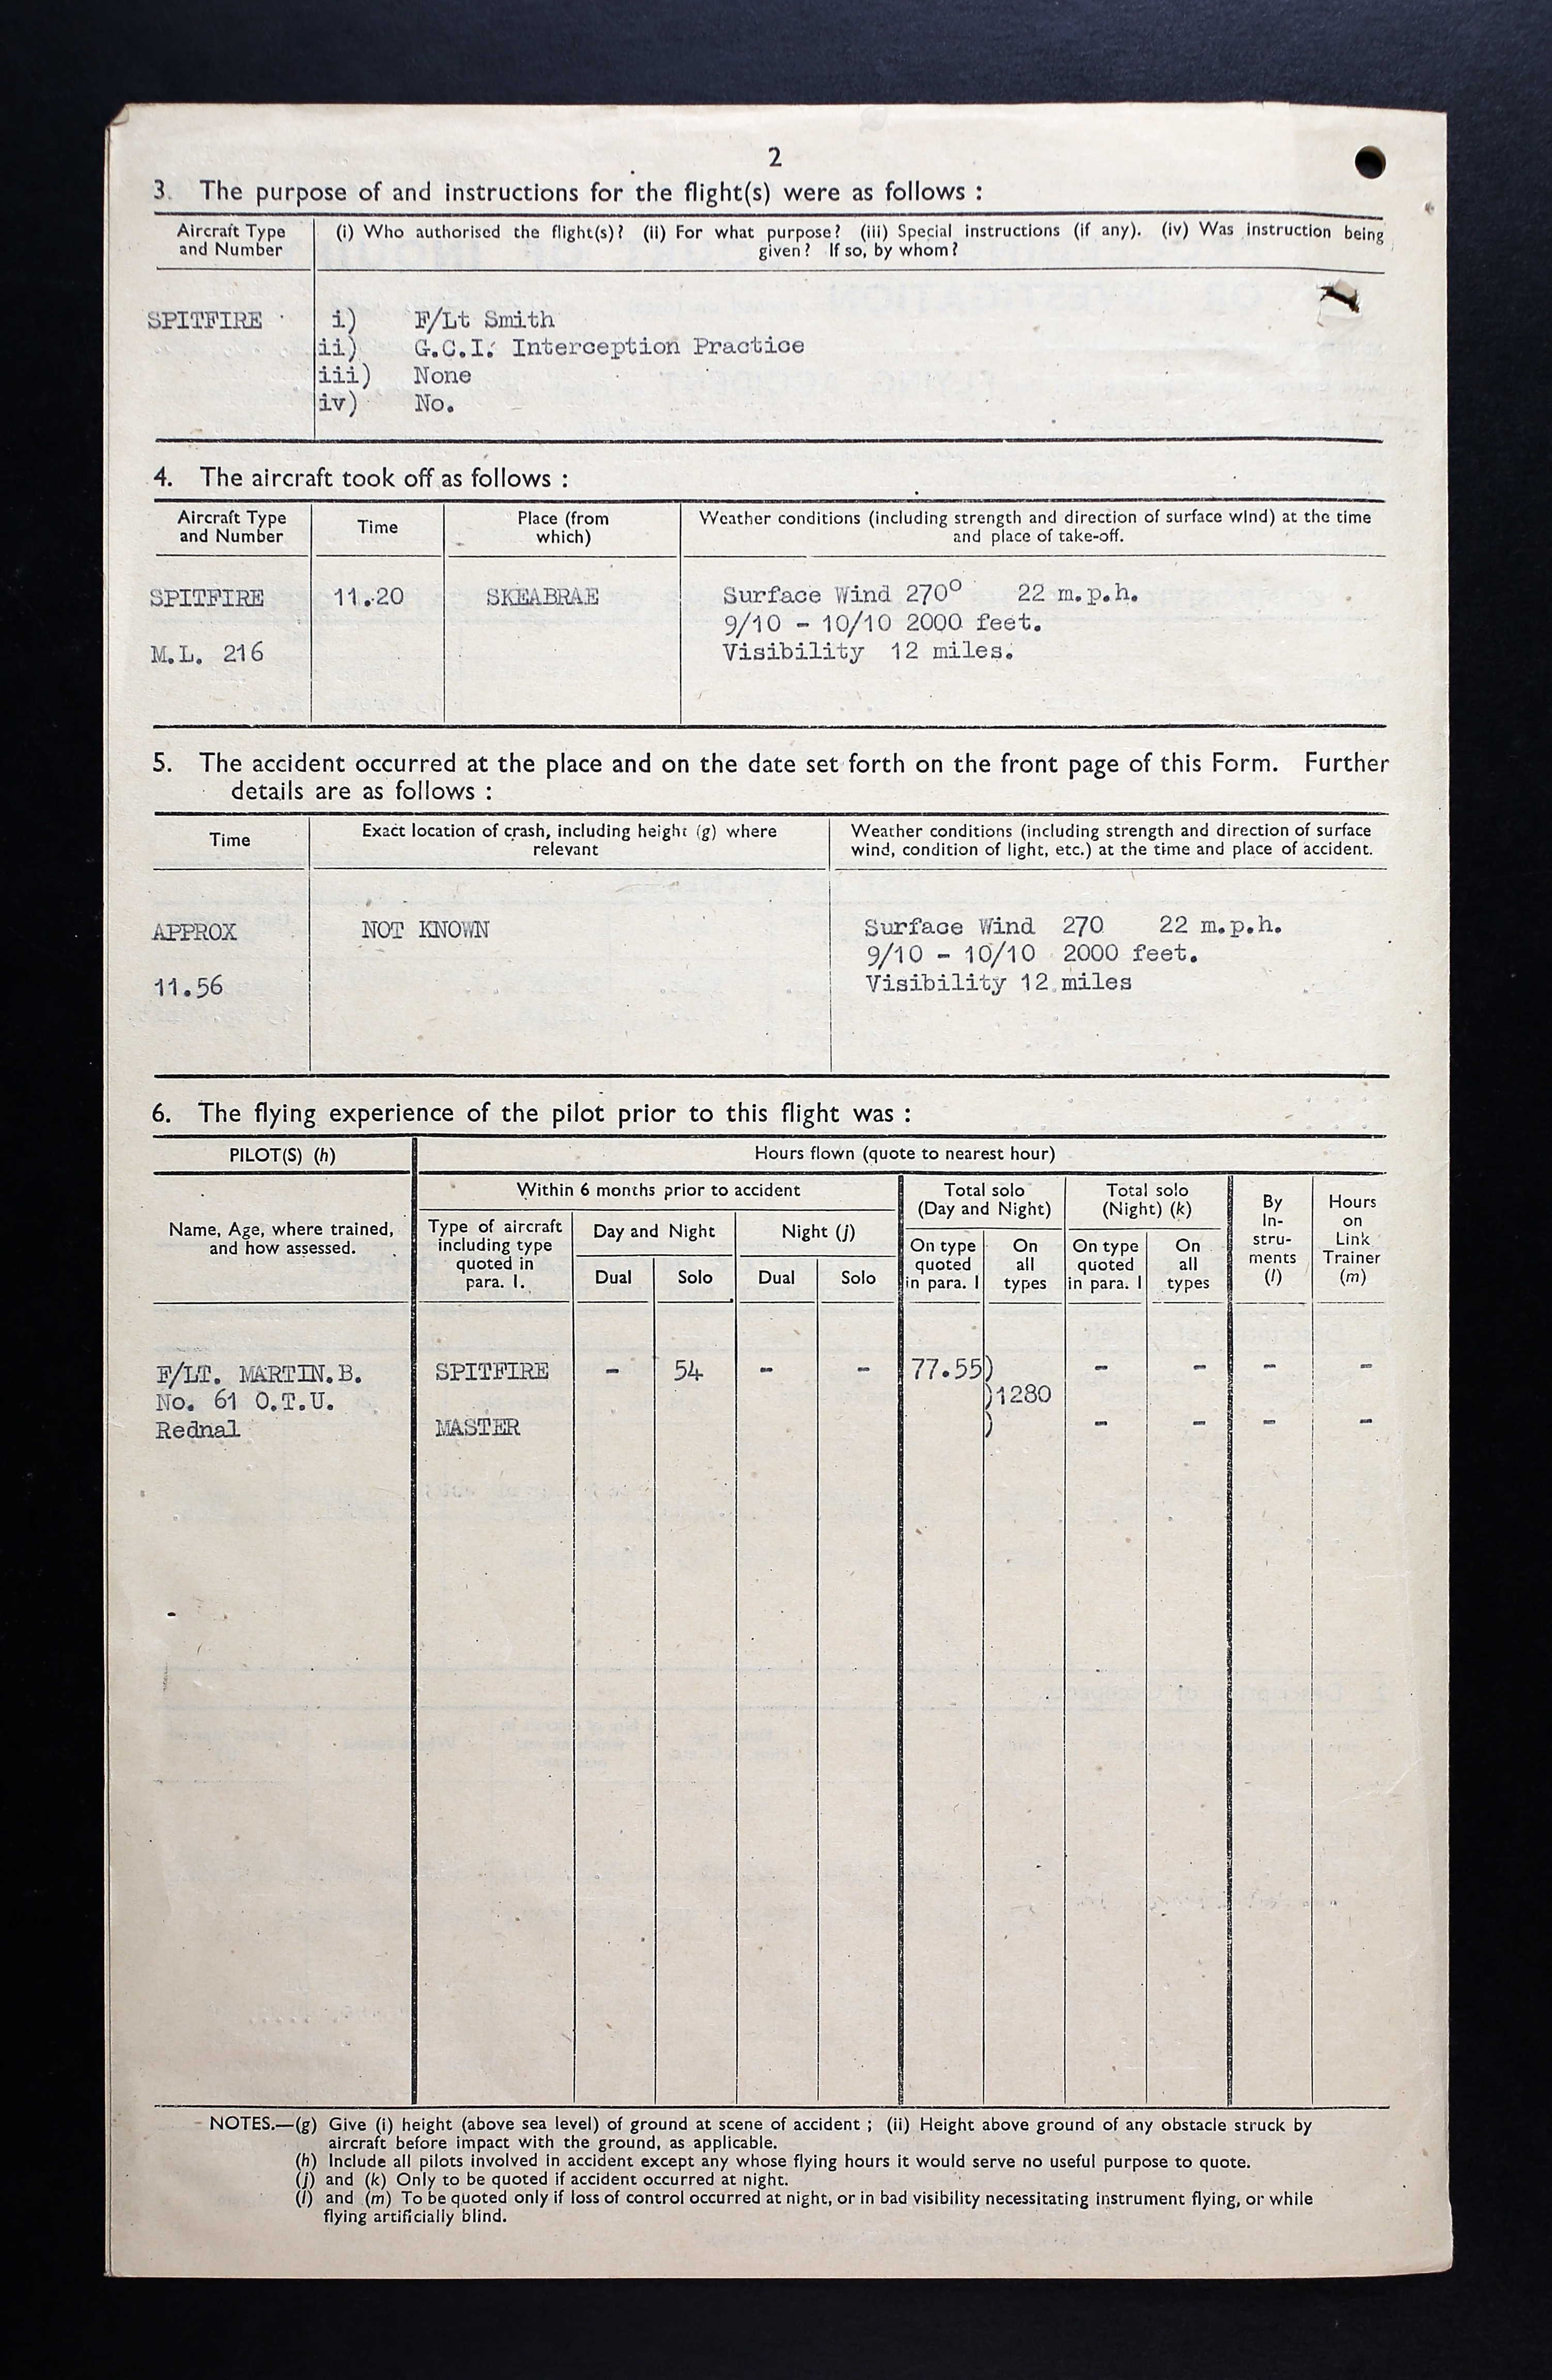 2
3. The purpose of and instructions for the flight(s) were as follows :
Aircraft Type and Number
(i) Who authorised the flight(s)? (ii) For what purpose? (iii) Special instructions (if any). (iv) Was instruction being
given? If so, by whom?
SPITFIRE
i) F/Lt Smith
ii) G.C.I. Interception Practice
iii) None
iv) No.
4. The aircraft took off as follows :
Aircraft Type and Number
Time
Place (from which)
Weather conditions (including strength and direction of surface wind) at the time
and place of take-off.
SPITFIRE 11.20 SKEABRAE Surface Wind 270° 22 m.p.h.
9/10 - 10/10 2000 feet.
M.L. 216 Visibility 12 miles.
5. The accident occurred at the place and on the date set forth on the front page of this Form. Further
details are as follows :
Time
Exact location of crash, including height (g) where
relevant
Weather conditions (including strength and direction of surface
wind, condition of light, etc.) at the time and place of accident.
APPROX NOT KNOWN Surface Wind 270 22 m.p.h.
9/10 - 10/10 2000 feet.
11.56 Visibility 12 miles
6. The flying experience of the pilot prior to this flight was :
PILOT(S) (h)
Hours flown (quote to nearest hour)
Name, Age, where trained,
and how assessed.
Within 6 months prior to accident
Type of aircraft
including type
quoted in
para. I.
Day and Night
Dual Solo
Night (j)
Dual Solo
Total solo
(Day and Night)
On type
quoted
in para. I
On
all
types
Total solo
(Night) (k)
On type
quoted
in para. I
On
all
types
By
In-
stru-
ments
(l)
Hours
on
Link
Trainer
(m)
F/LT. MARTIN.B. SPITFIRE - 54 - - 77.55) - - - -
No. 61 O.T.U. )1280
Rednal MASTER ) - - - -
NOTES.—(g) Give (i) height (above sea level) of ground at scene of accident ; (ii) Height above ground of any obstacle struck by
aircraft before impact with the ground, as applicable.
(h) Include all pilots involved in accident except any whose flying hours it would serve no useful purpose to quote.
(j) and (k) Only to be quoted if accident occurred at night.
(l) and (m) To be quoted only if loss of control occurred at night, or in bad visibility necessitating instrument flying, or while
flying artificially blind.